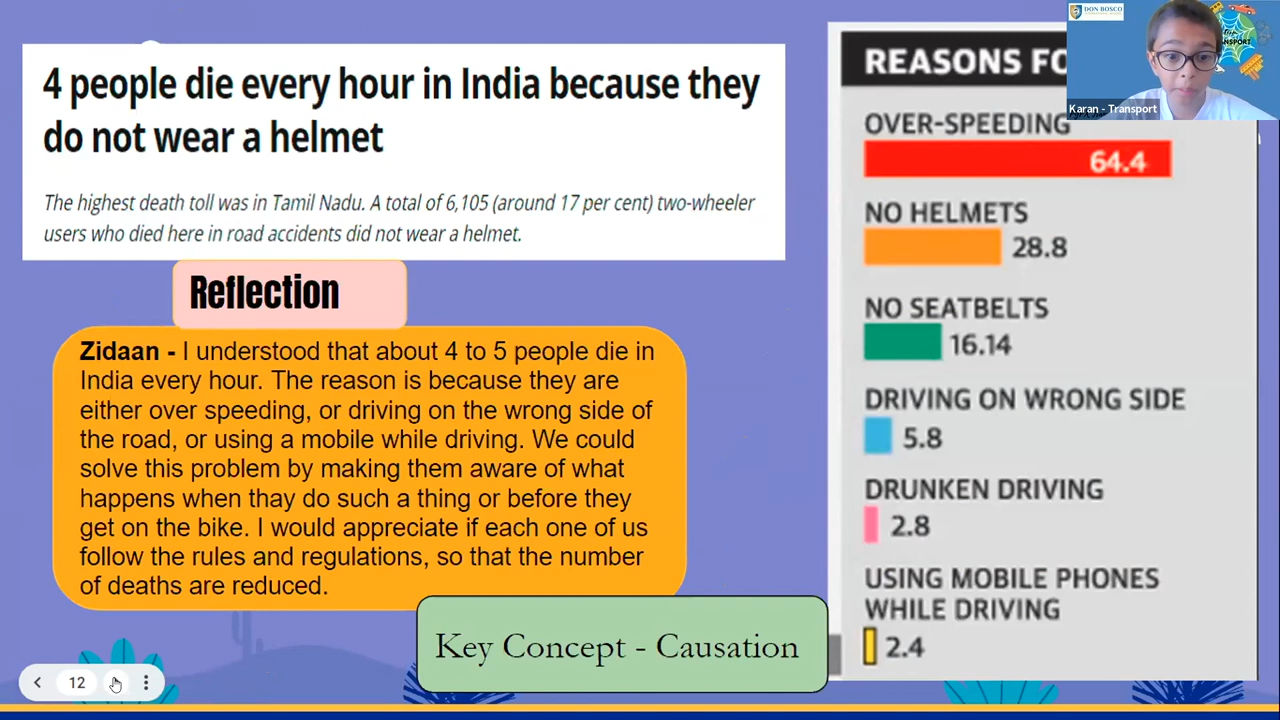 4 people die every hour in India because they
do not wear a helmet
The highest death toll was in Tamil Nadu. A total of 6,105 (around 17 per cent) two-wheeler
users who died here in road accidents did not wear a helmet.
Reflection
Zidaan - I understood that about 4 to 5 people die in
India every hour. The reason is because they are
either over speeding, or driving on the wrong side of
the road, or using a mobile while driving. We could
solve this problem by making them aware of what
happens when thay do such a thing or before they
get on the bike. I would appreciate if each one of us
follow the rules and regulations, so that the number
of deaths are reduced.
Key Concept - Causation
12
REASONS FO
OVER-SPEEDING
64.4
NO HELMETS
28.8
NO SEATBELTS
16.14
DRIVING ON WRONG SIDE
5.8
DRUNKEN DRIVING
2.8
USING MOBILE PHONES
WHILE DRIVING
2.4
DON BOSCO
Karan - Transport